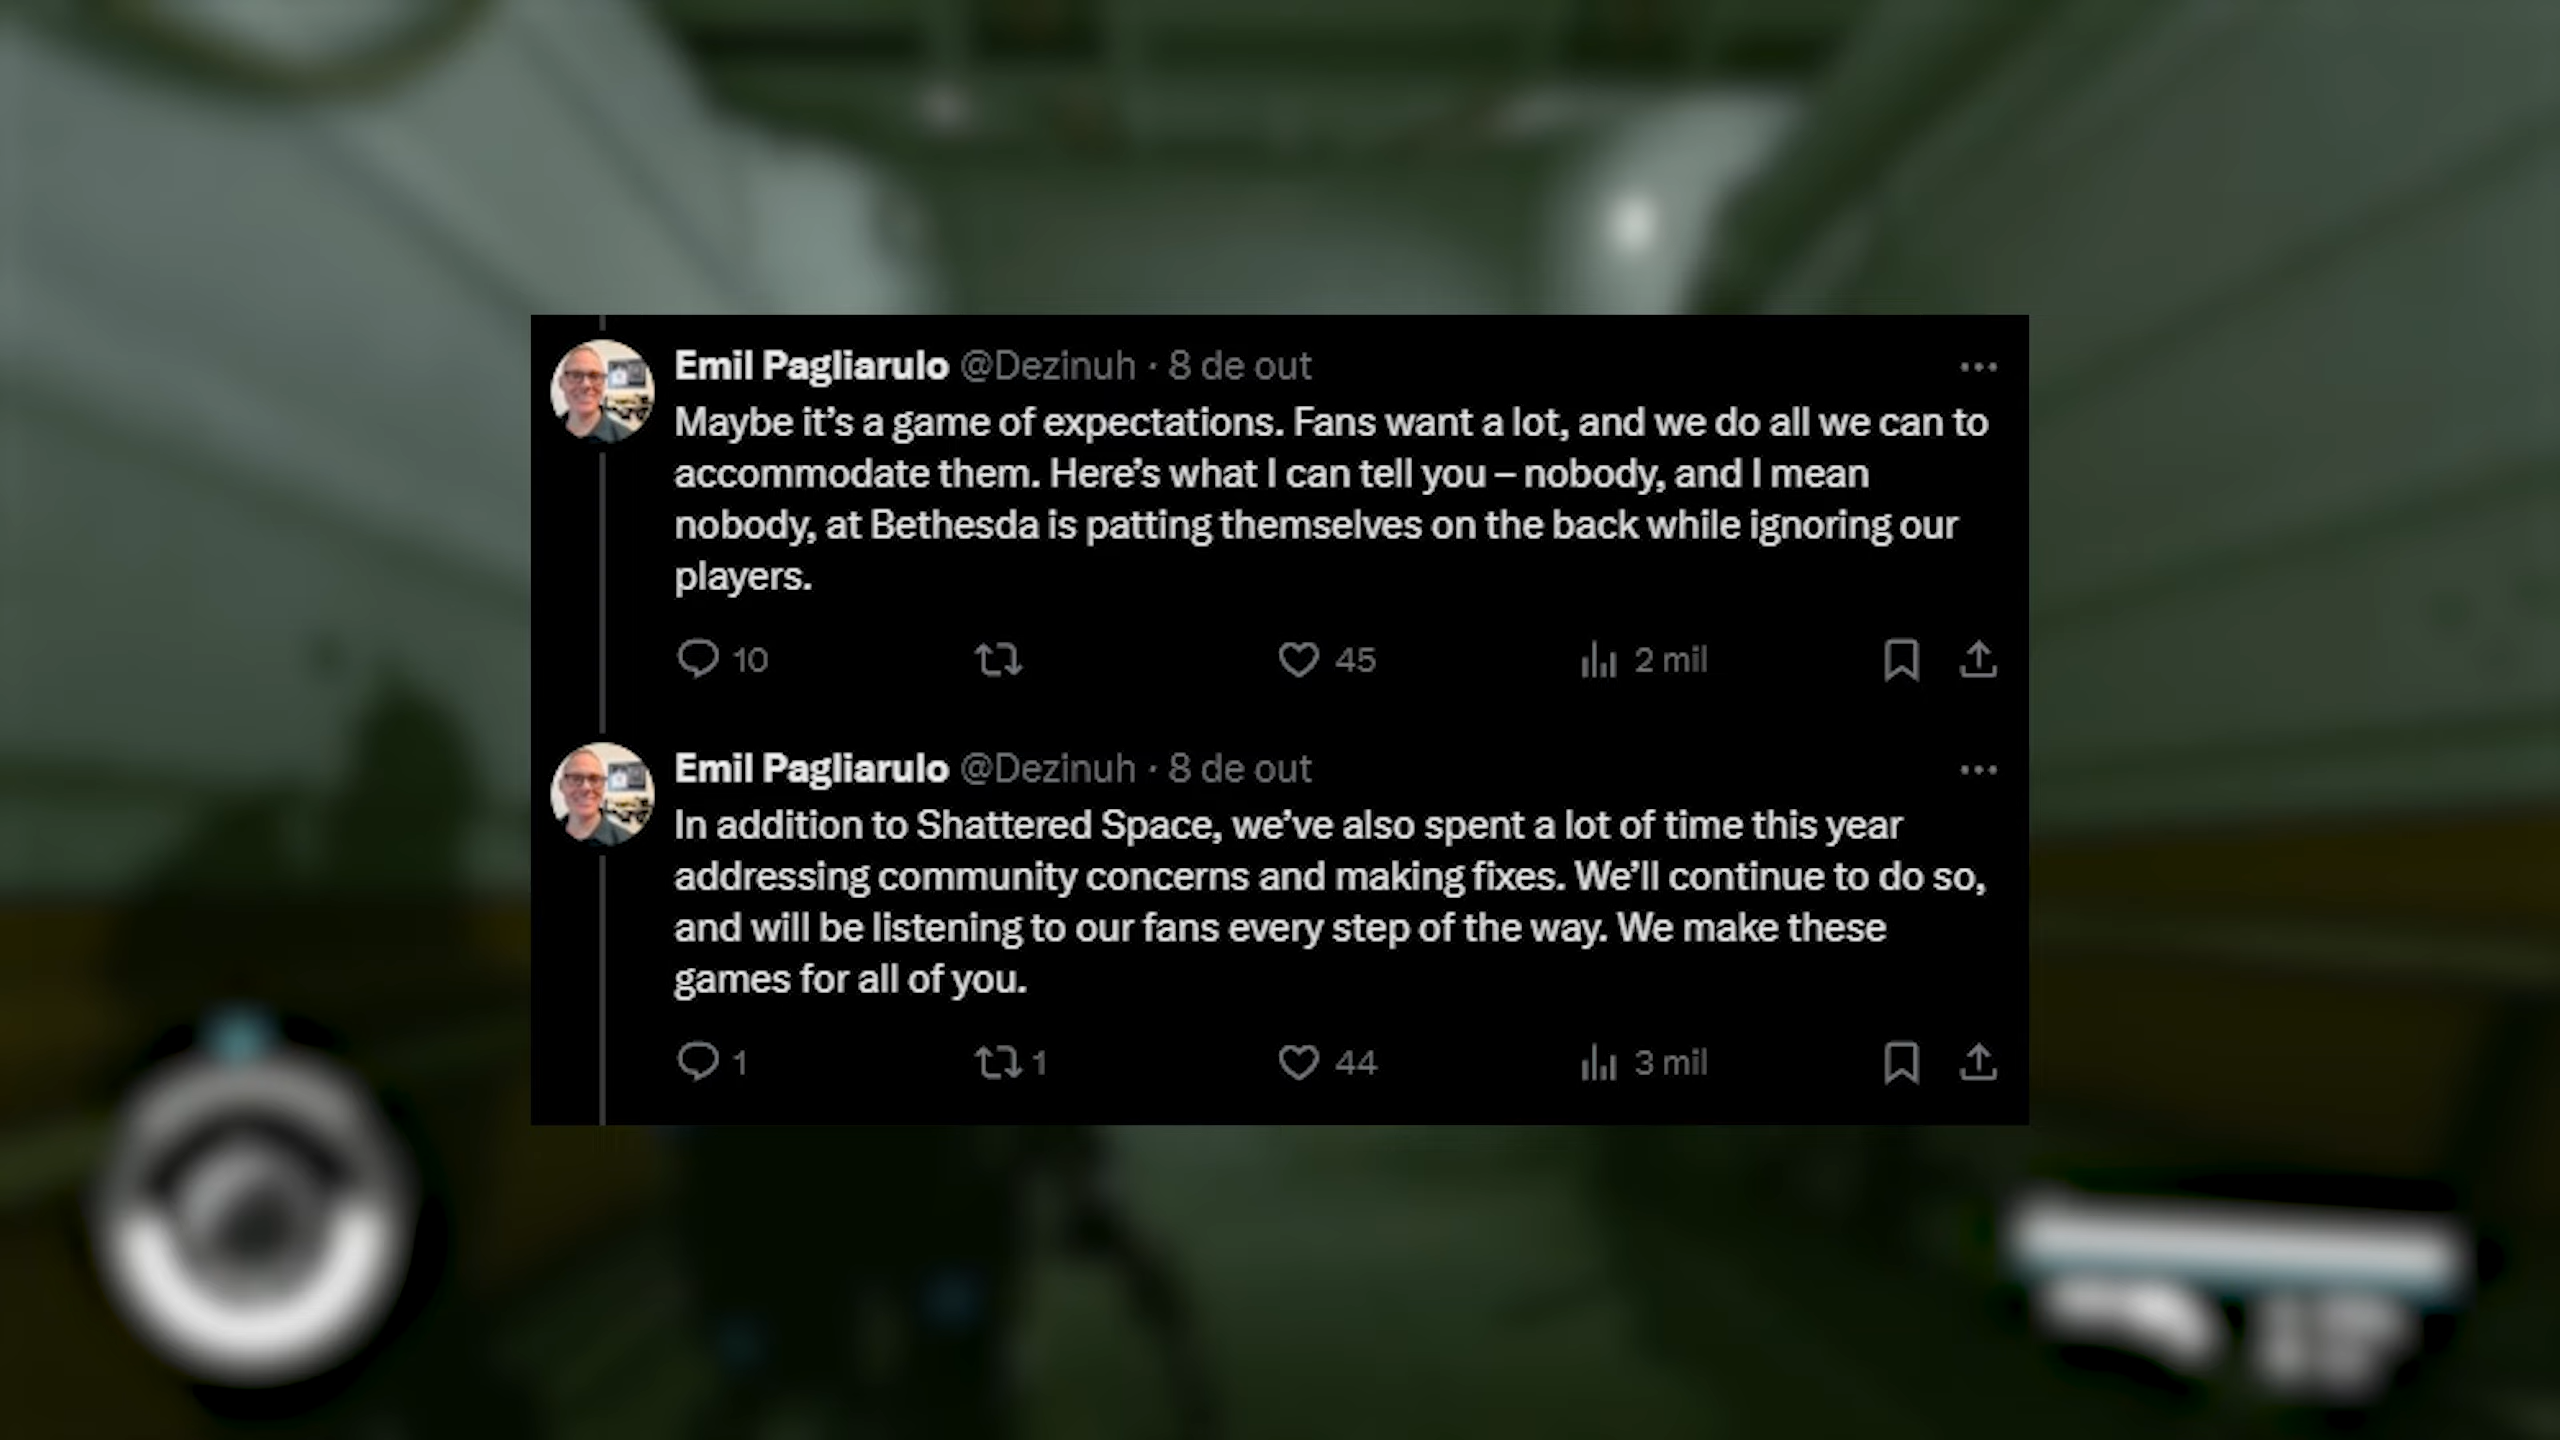 Emil Pagliarulo @Dezinuh · 8 de out
Maybe it’s a game of expectations. Fans want a lot, and we do all we can to
accommodate them. Here’s what I can tell you – nobody, and I mean
nobody, at Bethesda is patting themselves on the back while ignoring our
players.
10 45 2 mil
Emil Pagliarulo @Dezinuh · 8 de out
In addition to Shattered Space, we’ve also spent a lot of time this year
addressing community concerns and making fixes. We’ll continue to do so,
and will be listening to our fans every step of the way. We make these
games for all of you.
1 1 44 3 mil